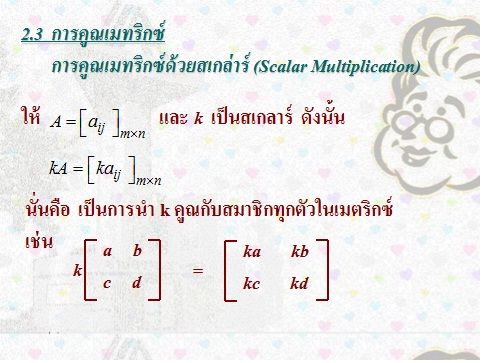 2.3 การคูณเมทริกซ์
การคูณเมทริกซ์ด้วยสเกล่าร์ (Scalar Multiplication)
ให้ A = [a_ij]_m×n และ k เป็นสเกลาร์ ดังนั้น
kA = [ka_ij]_m×n
นั่นคือ เป็นการนำ k คูณกับสมาชิกทุกตัวในเมตริกซ์
เช่น
a b ka kb
k =
c d kc kd